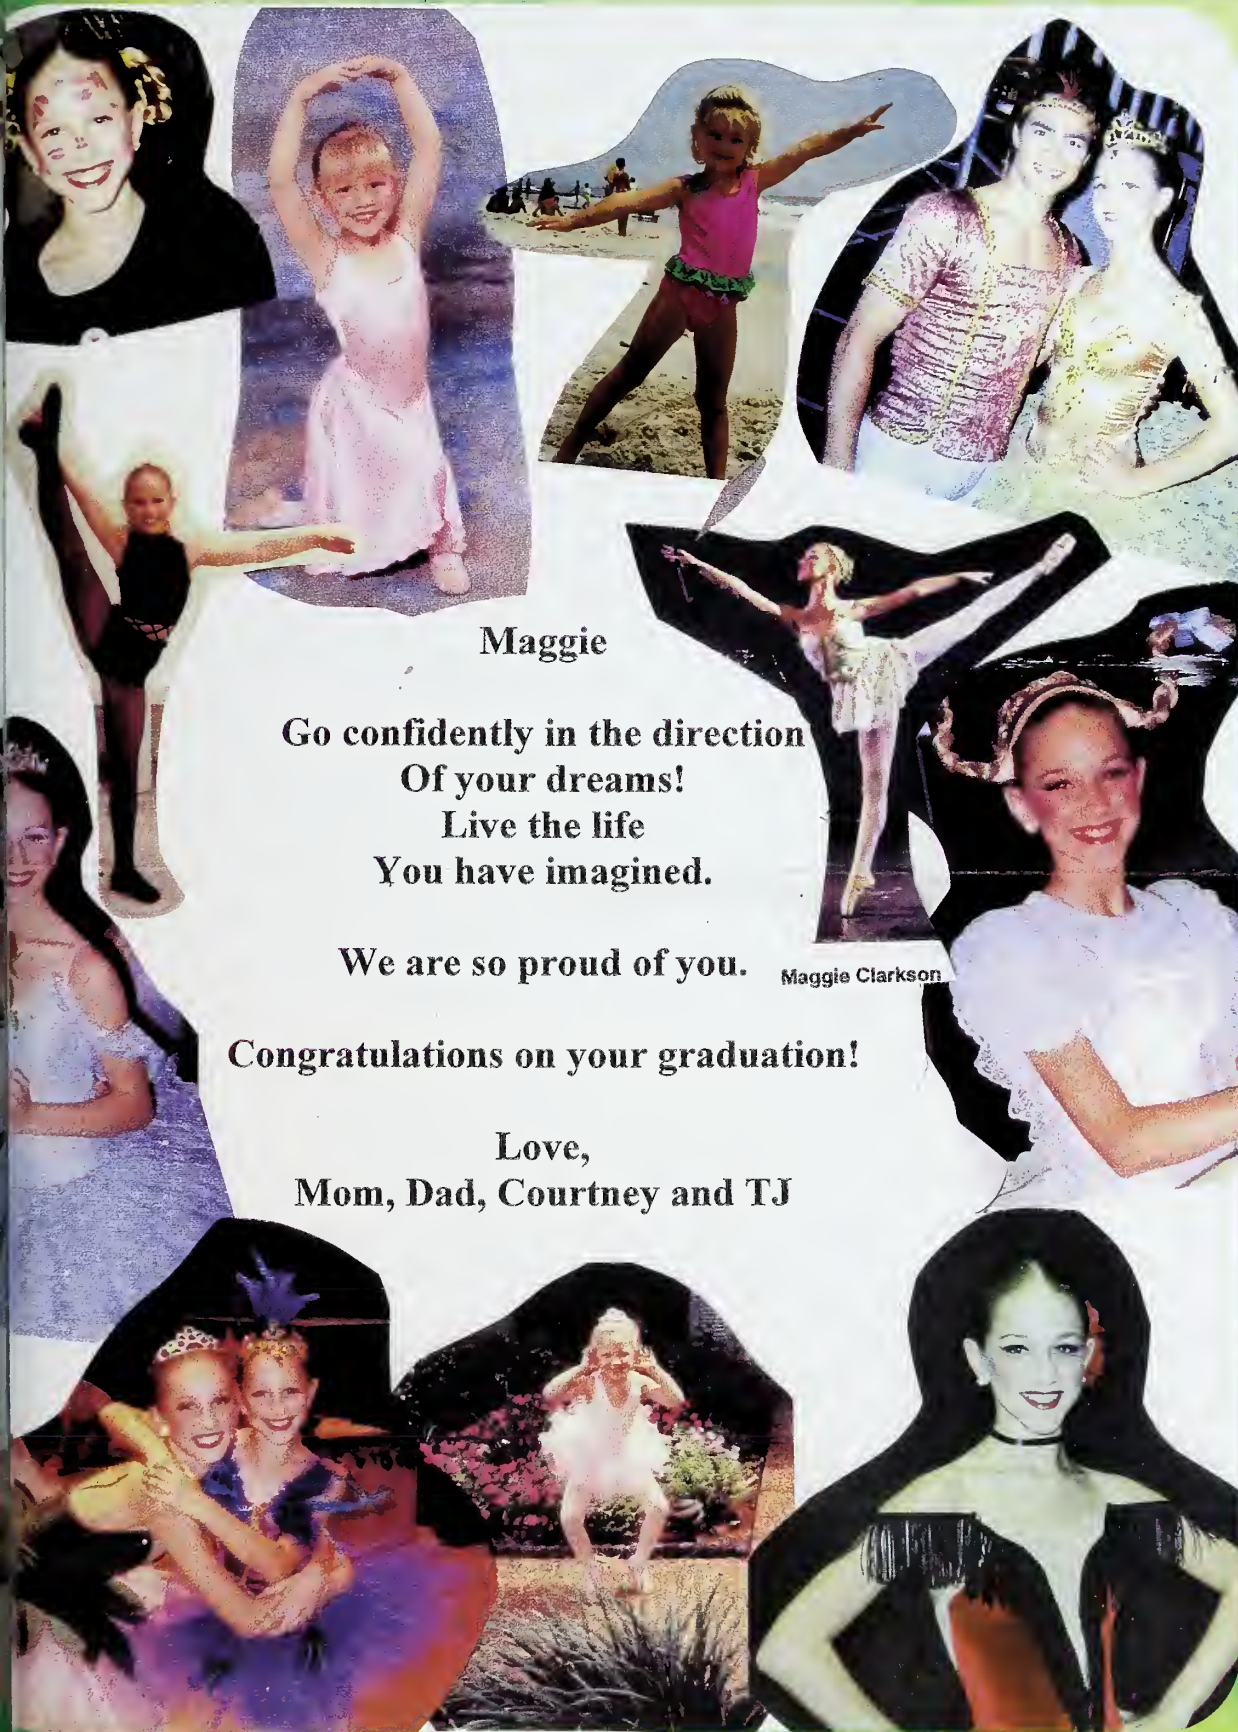 Maggie
Go confidently in the direction
Of your dreams!
Live the life
You have imagined.
We are so proud of you.
Maggie Clarkson
Congratulations on your graduation!
Love,
Mom, Dad, Courtney and TJ